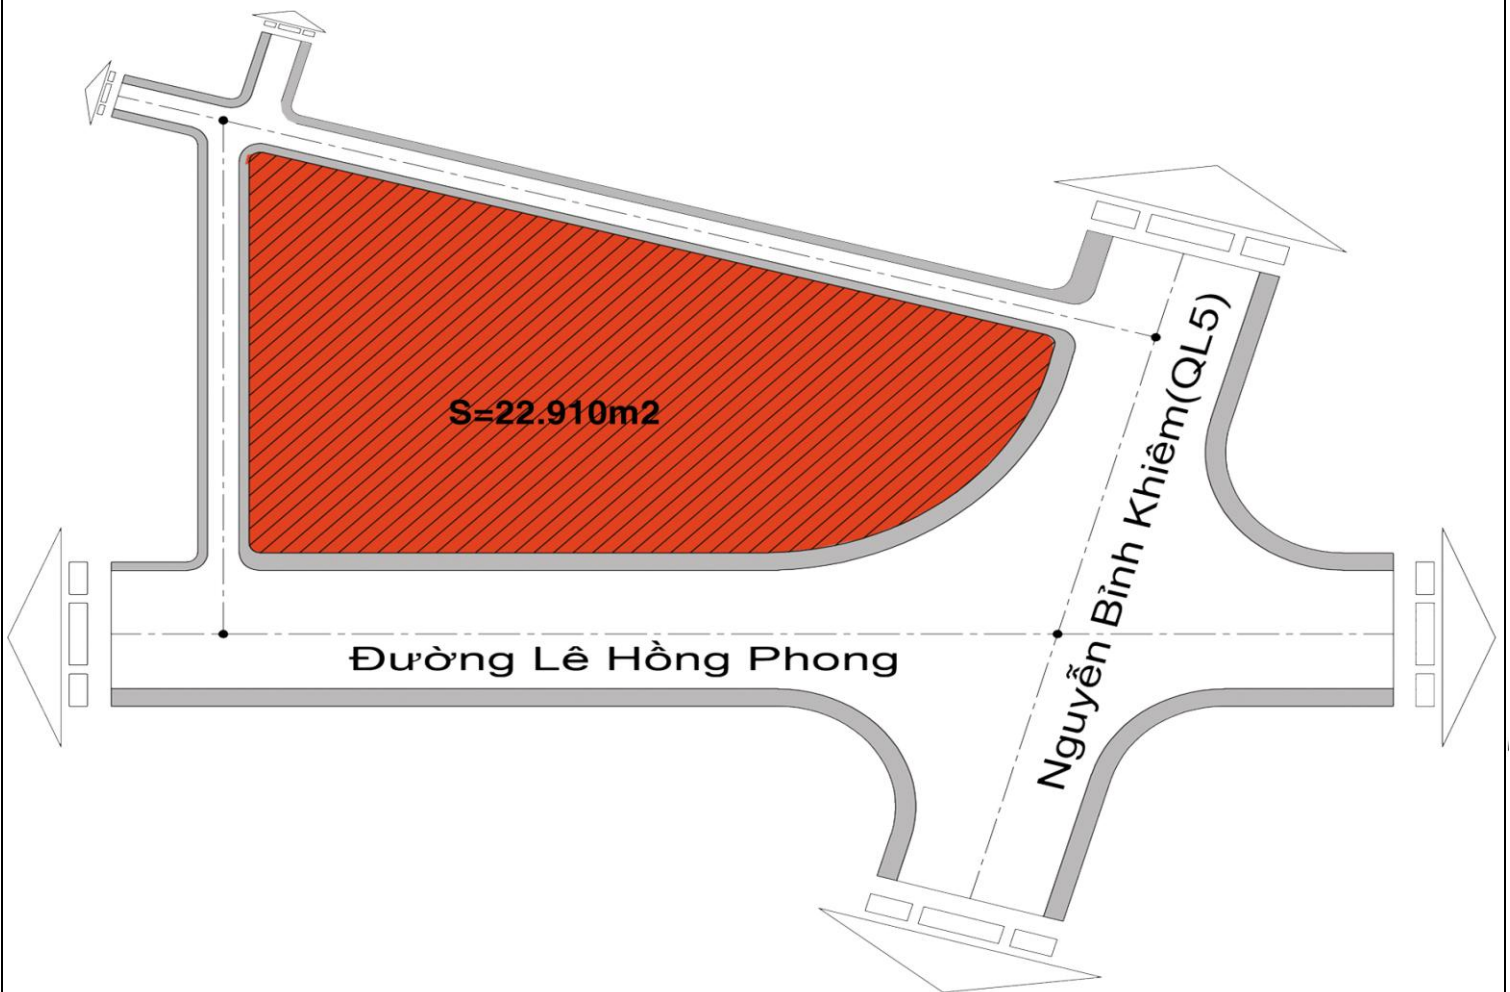 S=22.910m2
Nguyễn Bỉnh Khiêm(QL5)
Đường Lê Hồng Phong